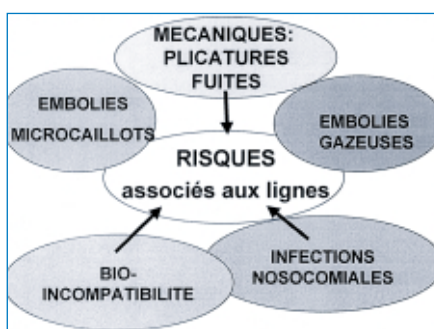 MECANIQUES:
PLICATURES
FUITES
EMBOLIES
MICROCAILLOTS
EMBOLIES
GAZEUSES
RISQUES
associés aux lignes
BIO-
INCOMPATIBILITE
INFECTIONS
NOSOCOMIALES